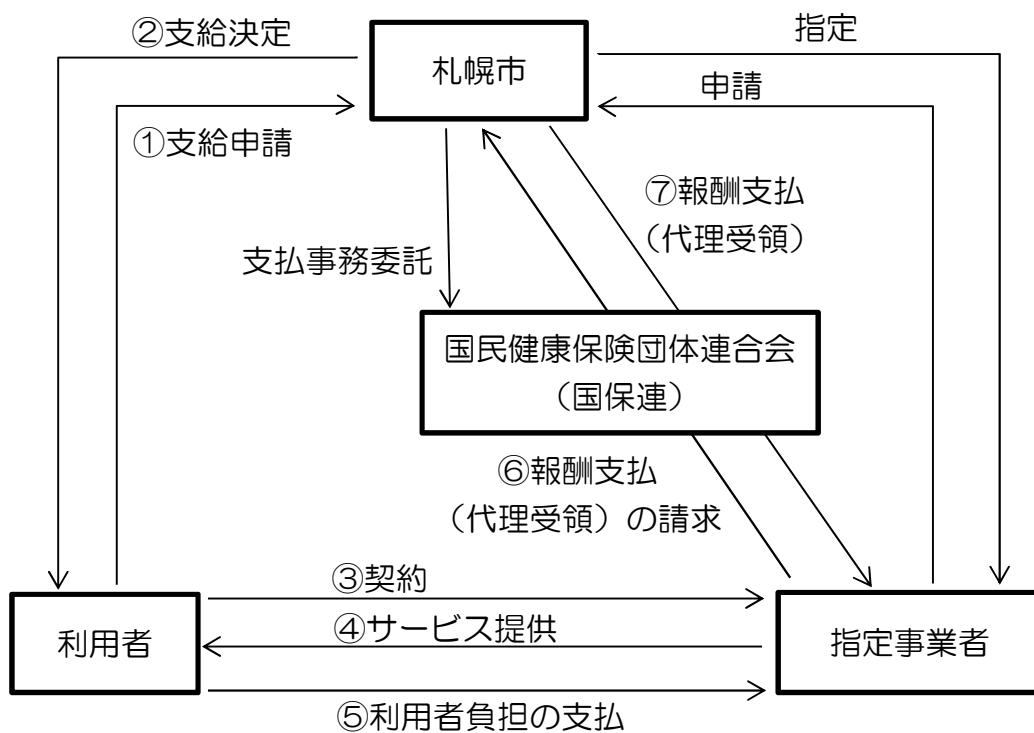 ②支給決定
札幌市
指定
申請
①支給申請
⑦報酬支払
（代理受領）
支払事務委託
国民健康保険団体連合会
（国保連）
⑥報酬支払
（代理受領）の請求
③契約
利用者
④サービス提供
指定事業者
⑤利用者負担の支払